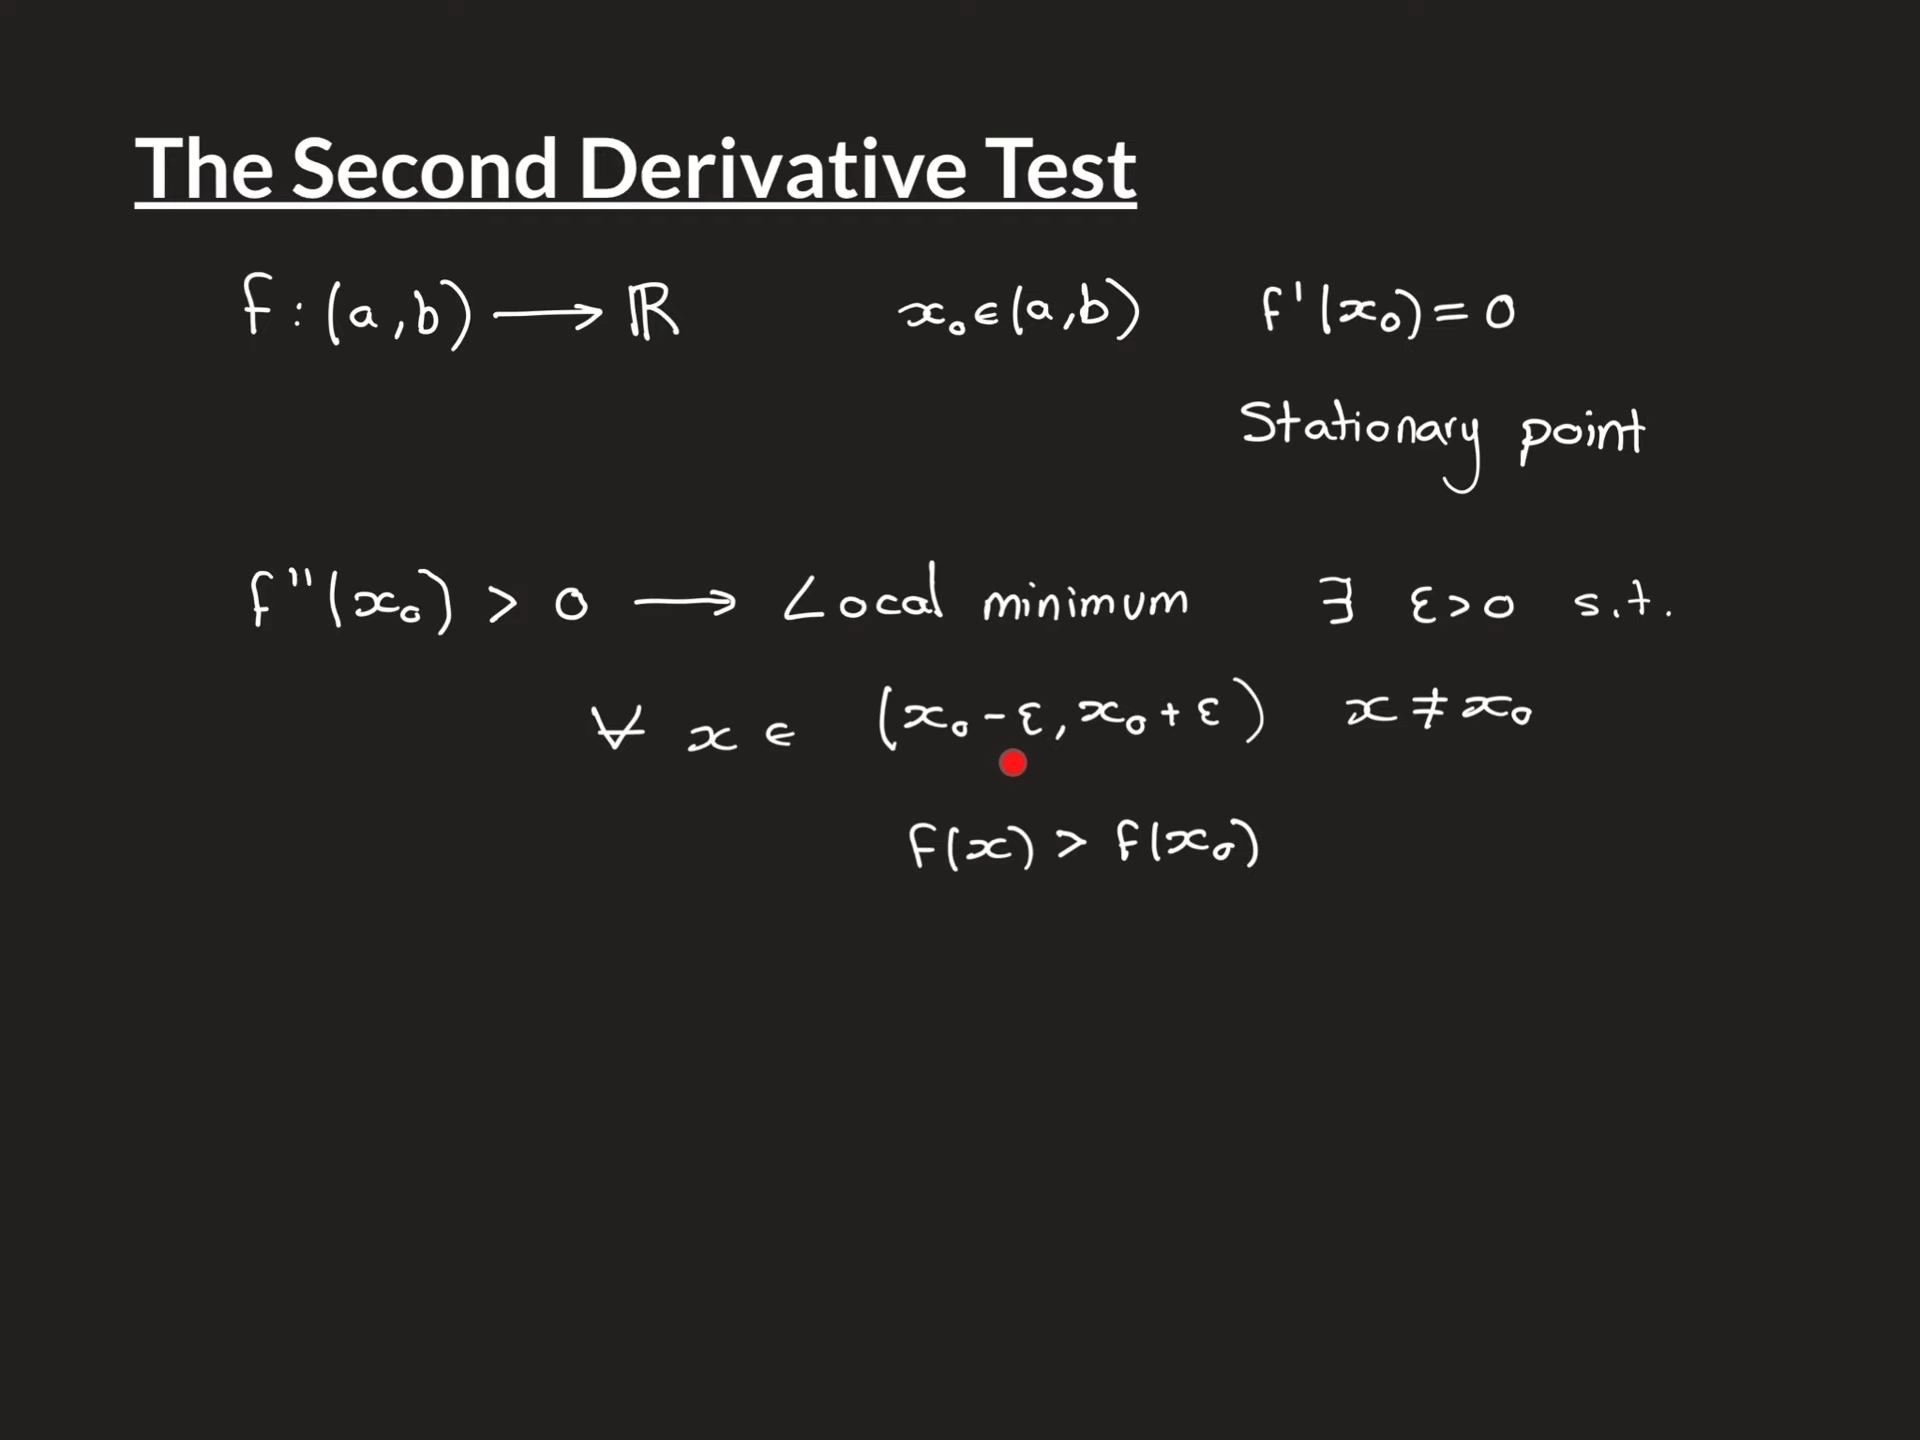 The Second Derivative Test
f : (a,b) ⟶ ℝ x₀ ∈ (a,b) f'(x₀) = 0
Stationary point
f''(x₀) > 0 ⟶ Local minimum ∃ ε>0 s.t.
∀ x ∈ (x₀-ε, x₀+ε) x ≠ x₀
f(x) > f(x₀)